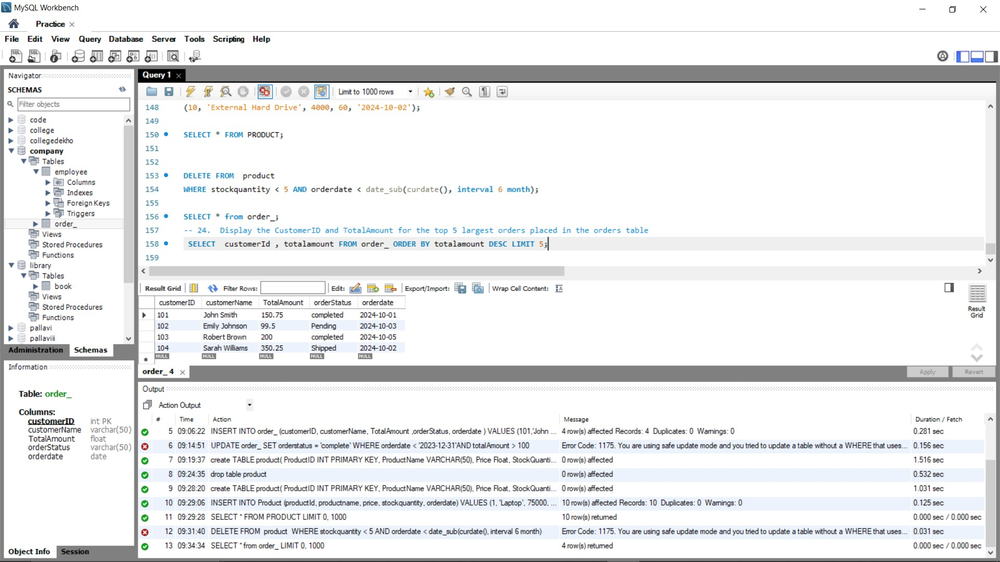 MySQL Workbench
Practice
File Edit View Query Database Server Tools Scripting Help
Navigator
SCHEMAS
Filter objects
code
college
collegedekho
company
Tables
employee
Columns
Indexes
Foreign Keys
Triggers
order_
Views
Stored Procedures
Functions
library
Tables
book
Views
Stored Procedures
Functions
pallavi
pallaviii
Administration Schemas
Information
Table: order_
Columns:
customerID int PK
customerName varchar(50)
TotalAmount float
orderStatus varchar(50)
orderdate date
Object Info Session
Query 1
Limit to 1000 rows
148 (10, 'External Hard Drive', 4000, 60, '2024-10-02');
149
150 SELECT * FROM PRODUCT;
151
152
153 DELETE FROM product
154 WHERE stockquantity < 5 AND orderdate < date_sub(curdate(), interval 6 month);
155
156 SELECT * from order_;
157 -- 24. Display the CustomerID and TotalAmount for the top 5 largest orders placed in the orders table
158 SELECT customerId , totalamount FROM order_ ORDER BY totalamount DESC LIMIT 5;
159
Result Grid Filter Rows: Edit: Export/Import: Wrap Cell Content:
customerID customerName TotalAmount orderStatus orderdate
101 John Smith 150.75 completed 2024-10-01
102 Emily Johnson 99.5 Pending 2024-10-03
103 Robert Brown 200 completed 2024-10-05
104 Sarah Williams 350.25 Shipped 2024-10-02
NULL NULL NULL NULL NULL
Result
Grid
order_ 4
Apply Revert
Output
Action Output
# Time Action Message Duration / Fetch
5 09:06:22 INSERT INTO order_ (customerID, customerName, TotalAmount ,orderStatus, orderdate ) VALUES (101,'John ... 4 row(s) affected Records: 4 Duplicates: 0 Warnings: 0 0.281 sec
6 09:14:51 UPDATE order_ SET orderstatus = 'complete' WHERE orderdate < '2023-12-31'AND totalAmount > 100 Error Code: 1175. You are using safe update mode and you tried to update a table without a WHERE that uses... 0.156 sec
7 09:19:37 create TABLE product( ProductID INT PRIMARY KEY, ProductName VARCHAR(50), Price Float, StockQuanti... 0 row(s) affected 1.516 sec
8 09:24:35 drop table product 0 row(s) affected 0.532 sec
9 09:28:20 create TABLE product( ProductID INT PRIMARY KEY, ProductName VARCHAR(50), Price Float, StockQuanti... 0 row(s) affected 1.031 sec
10 09:29:06 INSERT INTO Product (productId, productname, price, stockquantity, orderdate) VALUES (1, 'Laptop', 75000, ... 10 row(s) affected Records: 10 Duplicates: 0 Warnings: 0 0.125 sec
11 09:29:28 SELECT * FROM PRODUCT LIMIT 0, 1000 10 row(s) returned 0.000 sec / 0.000 sec
12 09:31:40 DELETE FROM product WHERE stockquantity < 5 AND orderdate < date_sub(curdate(), interval 6 month) Error Code: 1175. You are using safe update mode and you tried to update a table without a WHERE that uses... 0.031 sec
13 09:34:34 SELECT * from order_ LIMIT 0, 1000 4 row(s) returned 0.000 sec / 0.000 sec